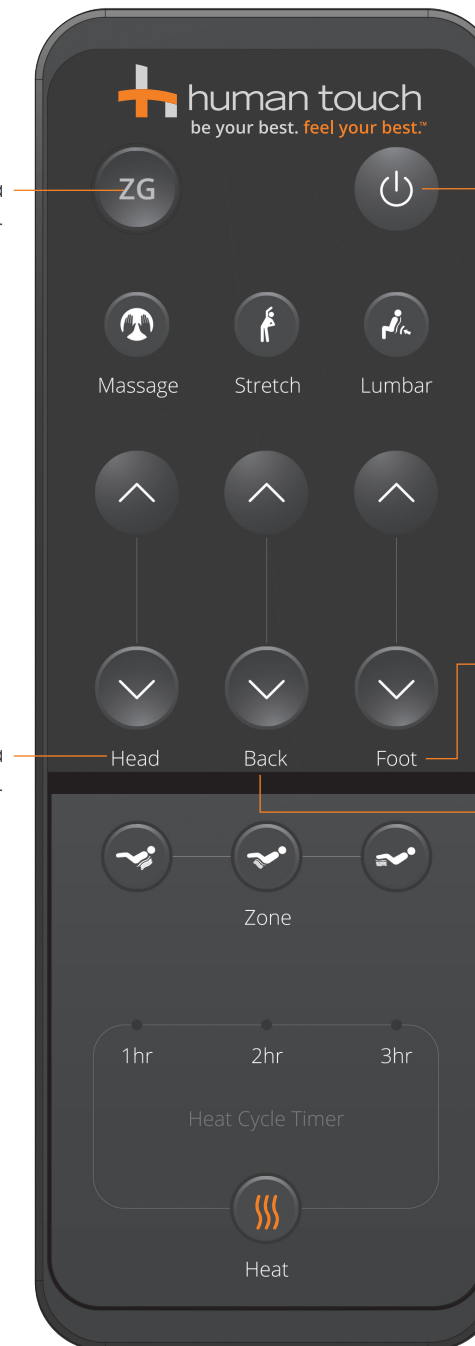 human touch
be your best. feel your best.™
ZG
Massage Stretch Lumbar
Head Back Foot
Zone
1hr 2hr 3hr
Heat Cycle Timer
Heat